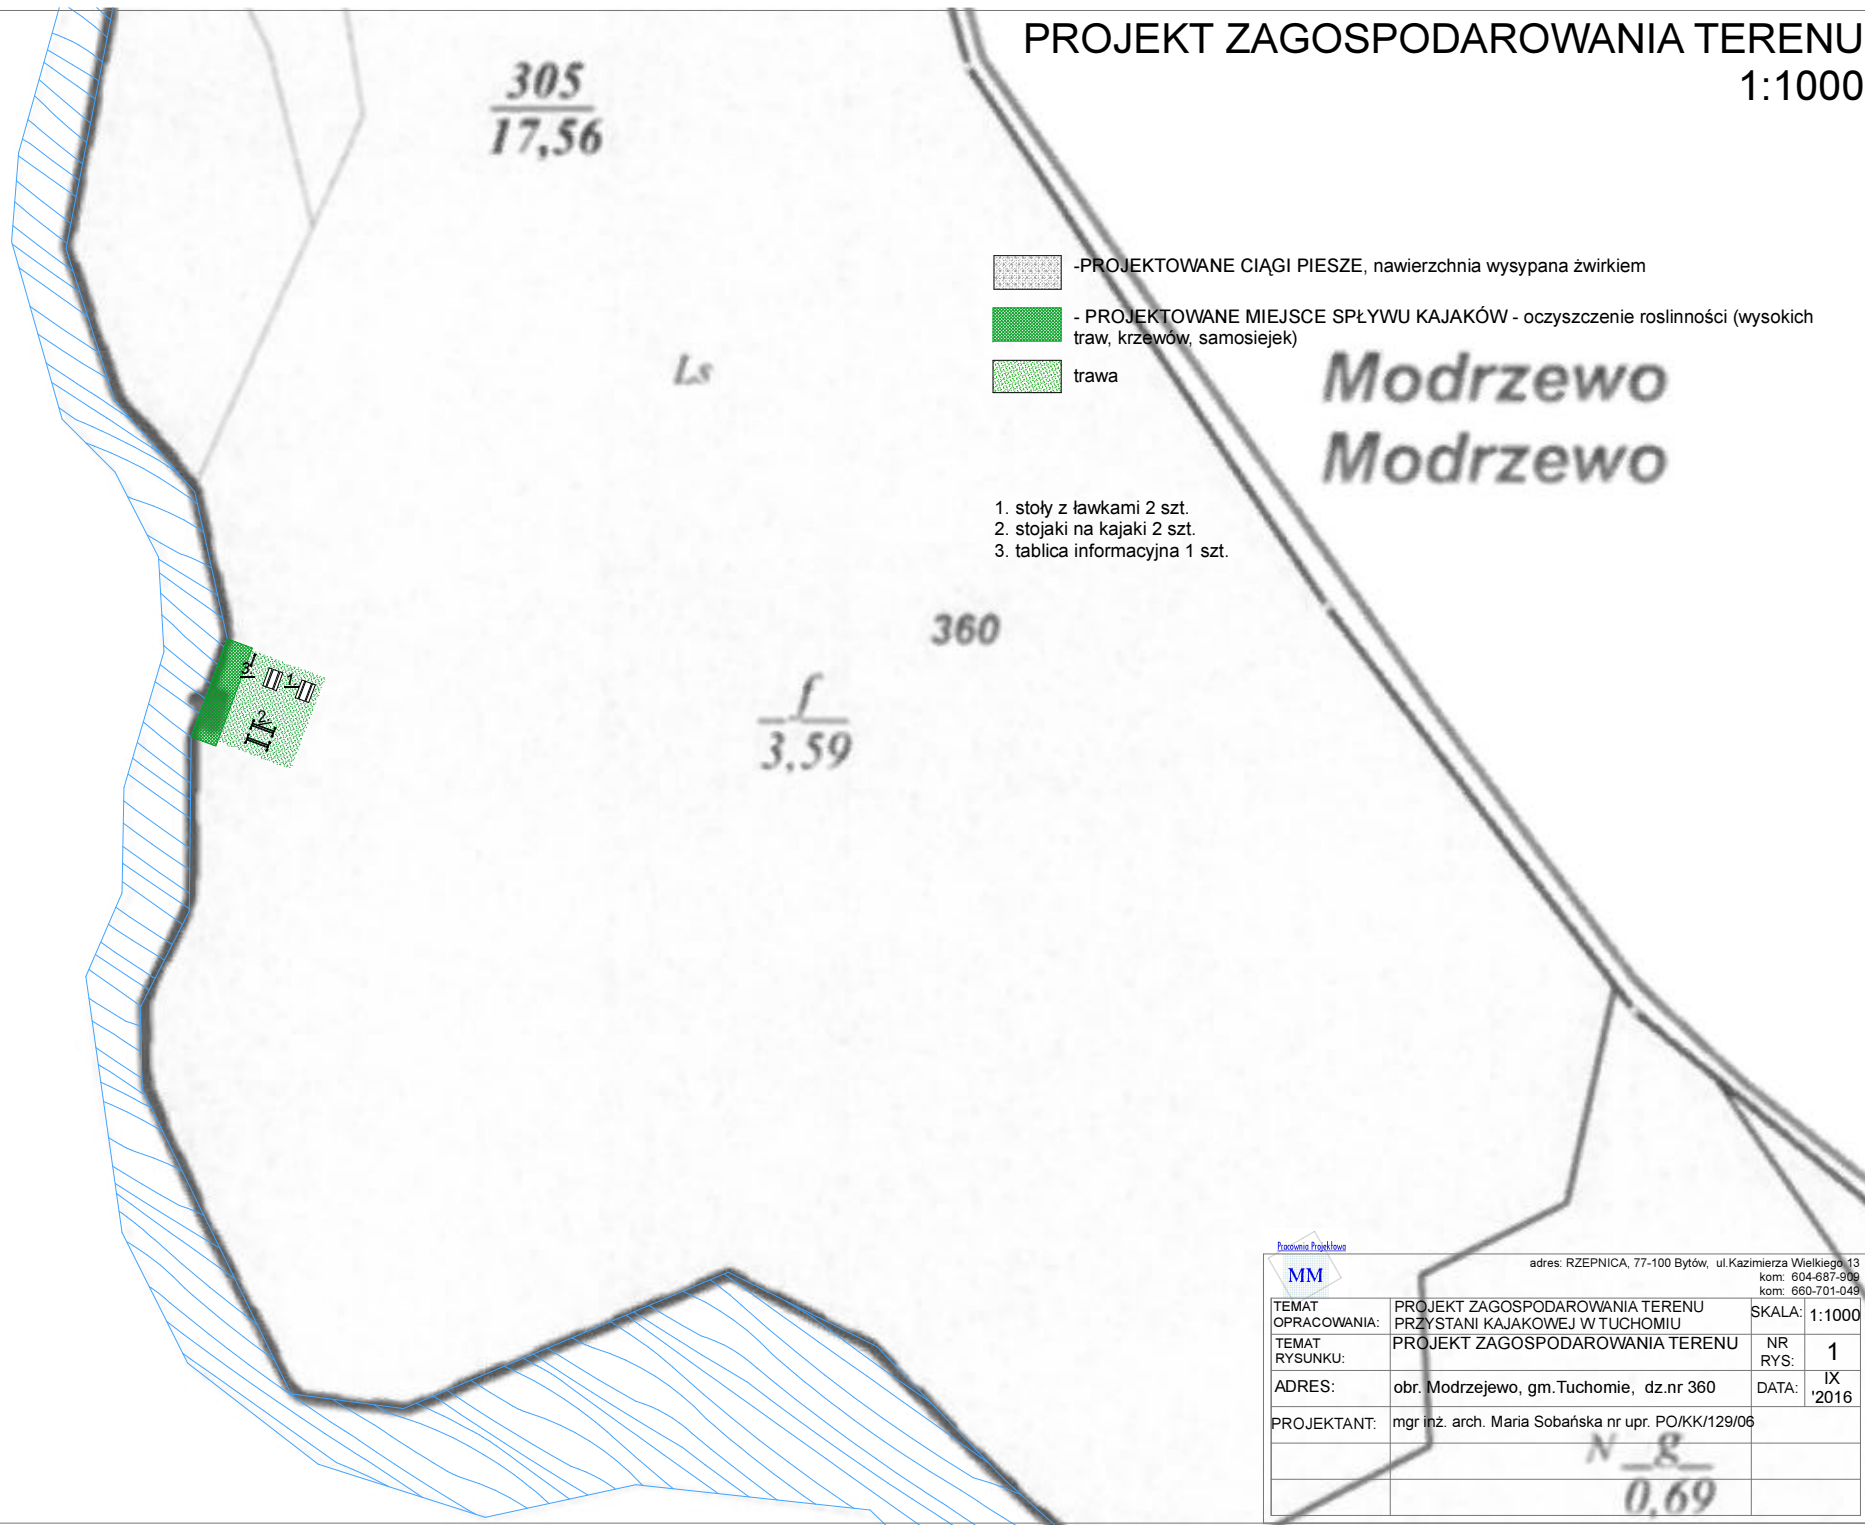 PROJEKT ZAGOSPODAROWANIA TERENU
1:1000
305
17,56
-PROJEKTOWANE CIĄGI PIESZE, nawierzchnia wysypana żwirkiem
- PROJEKTOWANE MIEJSCE SPŁYWU KAJAKÓW - oczyszczenie roslinności (wysokich
traw, krzewów, samosiejek)
trawa
Ls
Modrzewo
Modrzewo
1. stoły z ławkami 2 szt.
2. stojaki na kajaki 2 szt.
3. tablica informacyjna 1 szt.
360
f
3,59
3
1
2
Pracownia Projektowa
MM
adres: RZEPNICA, 77-100 Bytów, ul.Kazimierza Wielkiego 13
kom: 604-687-909
kom: 660-701-049
TEMAT
OPRACOWANIA:
PROJEKT ZAGOSPODAROWANIA TERENU
PRZYSTANI KAJAKOWEJ W TUCHOMIU
SKALA:
1:1000
TEMAT
RYSUNKU:
PROJEKT ZAGOSPODAROWANIA TERENU
NR
RYS:
1
ADRES:
obr. Modrzejewo, gm.Tuchomie, dz.nr 360
DATA:
IX
'2016
PROJEKTANT:
mgr inż. arch. Maria Sobańska nr upr. PO/KK/129/06
N g
0,69